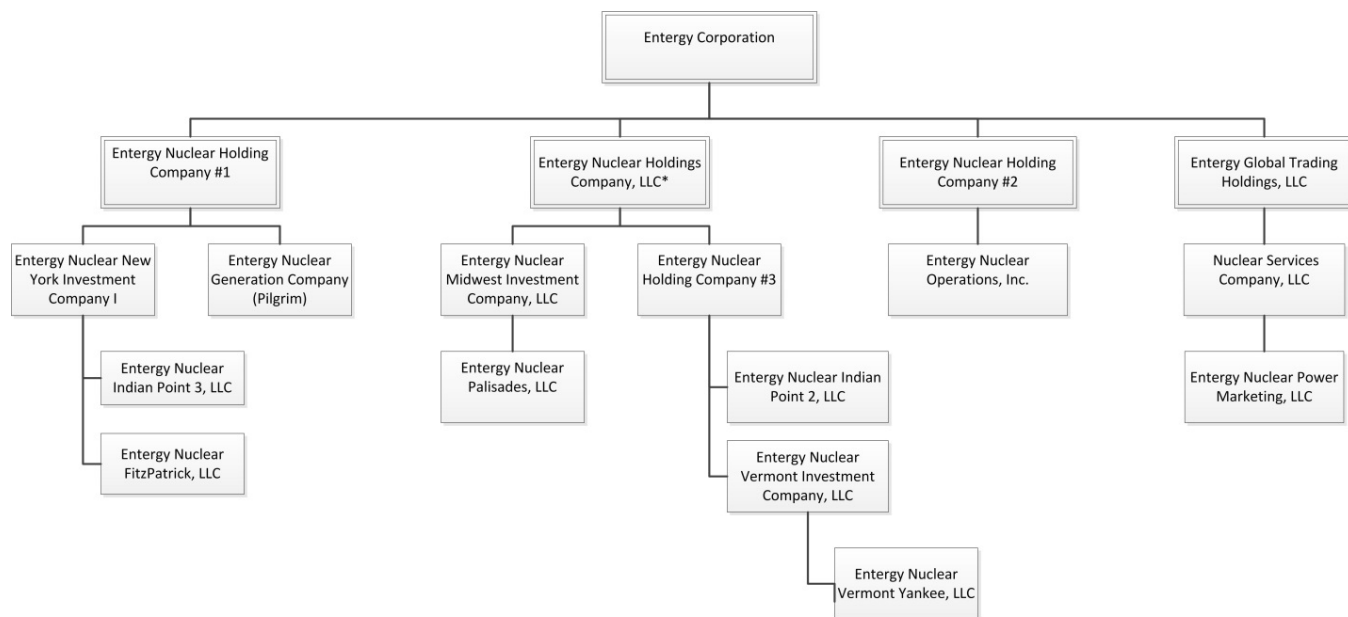 Entergy Corporation
Entergy Nuclear Holding
Company #1
Entergy Nuclear Holdings
Company, LLC*
Entergy Nuclear Holding
Company #2
Entergy Global Trading
Holdings, LLC
Entergy Nuclear New
York Investment
Company I
Entergy Nuclear
Generation Company
(Pilgrim)
Entergy Nuclear
Midwest Investment
Company, LLC
Entergy Nuclear
Holding Company #3
Entergy Nuclear
Operations, Inc.
Nuclear Services
Company, LLC
Entergy Nuclear
Indian Point 3, LLC
Entergy Nuclear
Palisades, LLC
Entergy Nuclear Indian
Point 2, LLC
Entergy Nuclear Power
Marketing, LLC
Entergy Nuclear
FitzPatrick, LLC
Entergy Nuclear
Vermont Investment
Company, LLC
Entergy Nuclear
Vermont Yankee, LLC